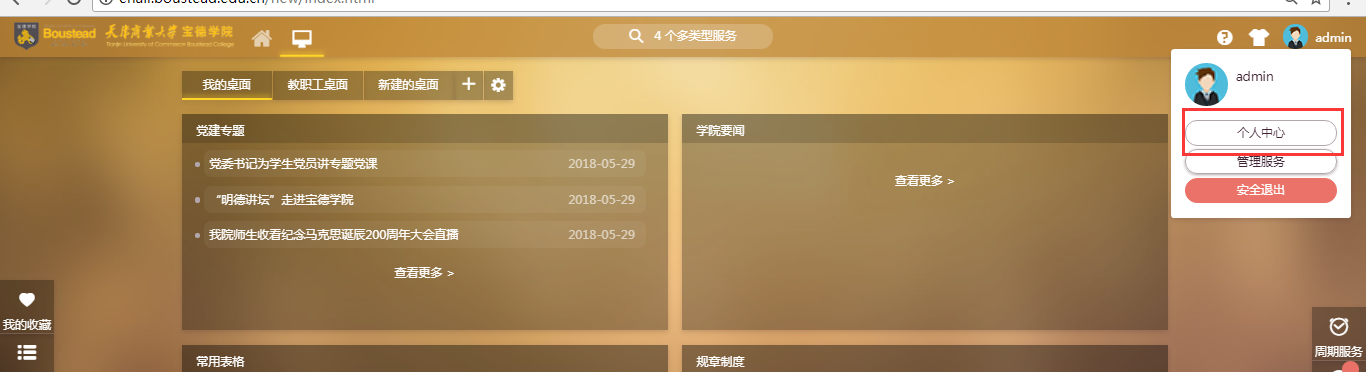 Boustead 天津商業大學 宝德学院
Tianjin University of Commerce Boustead College
4 个多类型服务
admin
admin
个人中心
管理服务
安全退出
我的桌面 教职工桌面 新建的桌面
党建专题
党委书记为学生党员讲专题党课 2018-05-29
“明德讲坛”走进宝德学院 2018-05-29
我院师生收看纪念马克思诞辰200周年大会直播 2018-05-29
查看更多 >
学院要闻
查看更多 >
我的收藏
周期服务
常用表格
规章制度